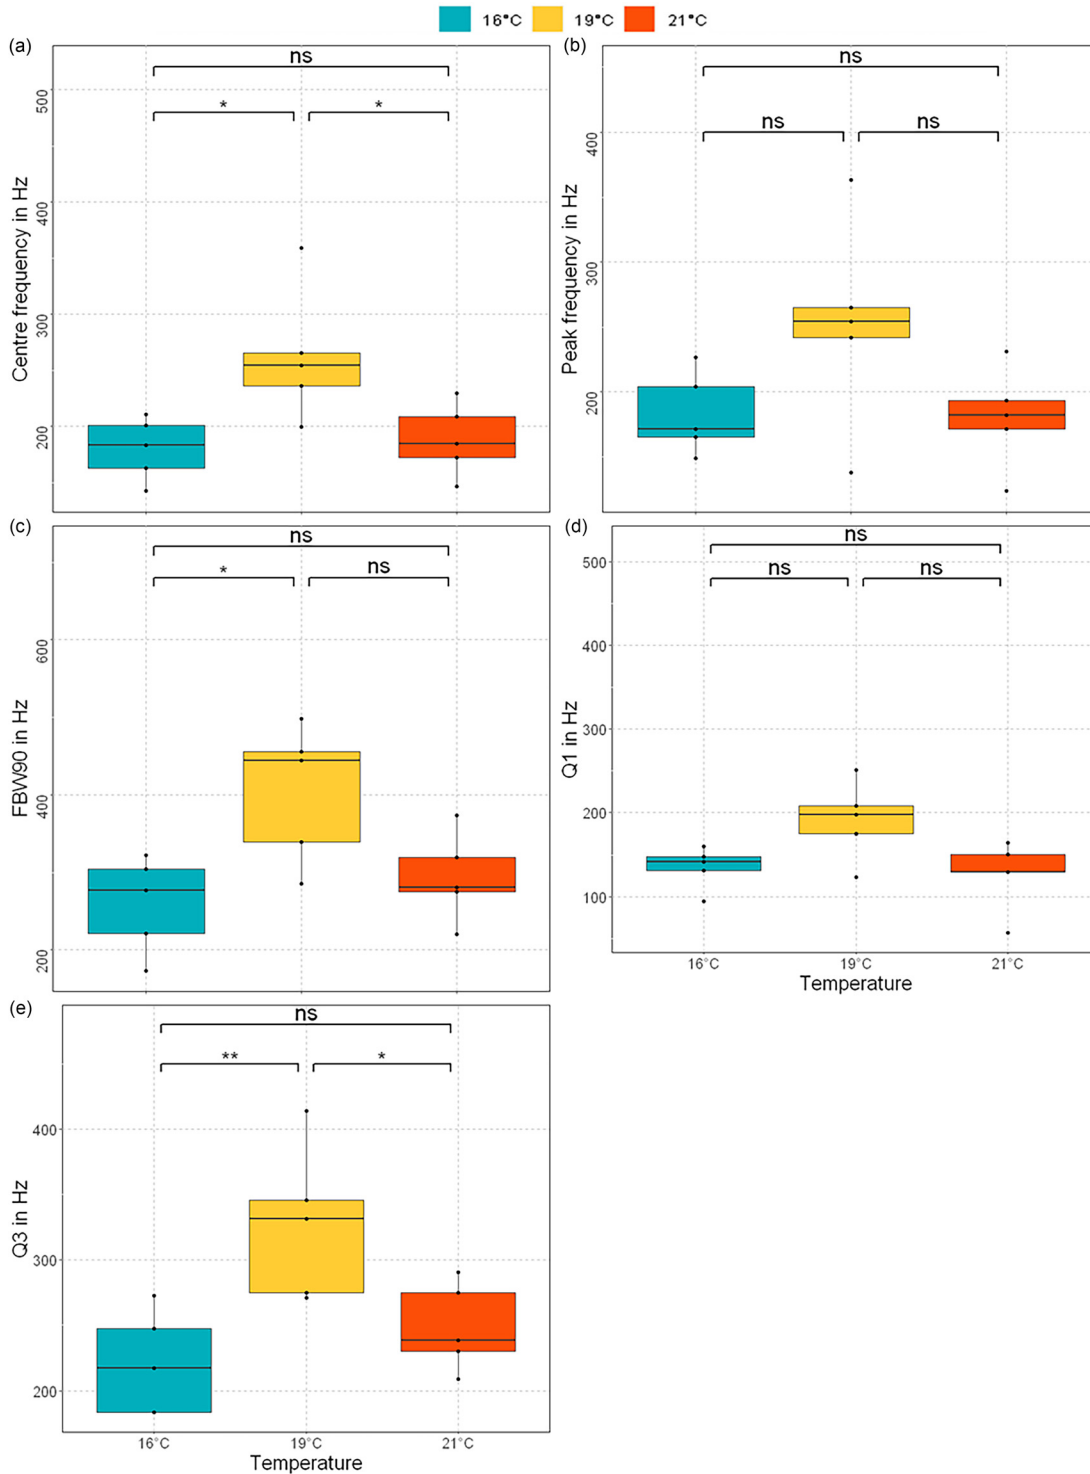 16°C 19°C 21°C
(a)
ns
* *
500
400
300
200
Centre frequency in Hz
(b)
ns
ns ns
400
300
200
Peak frequency in Hz
(c)
ns
* ns
600
400
200
FBW90 in Hz
(d)
ns
ns ns
500
400
300
200
100
Q1 in Hz
16°C 19°C 21°C
Temperature
(e)
ns
** *
400
300
200
Q3 in Hz
16°C 19°C 21°C
Temperature